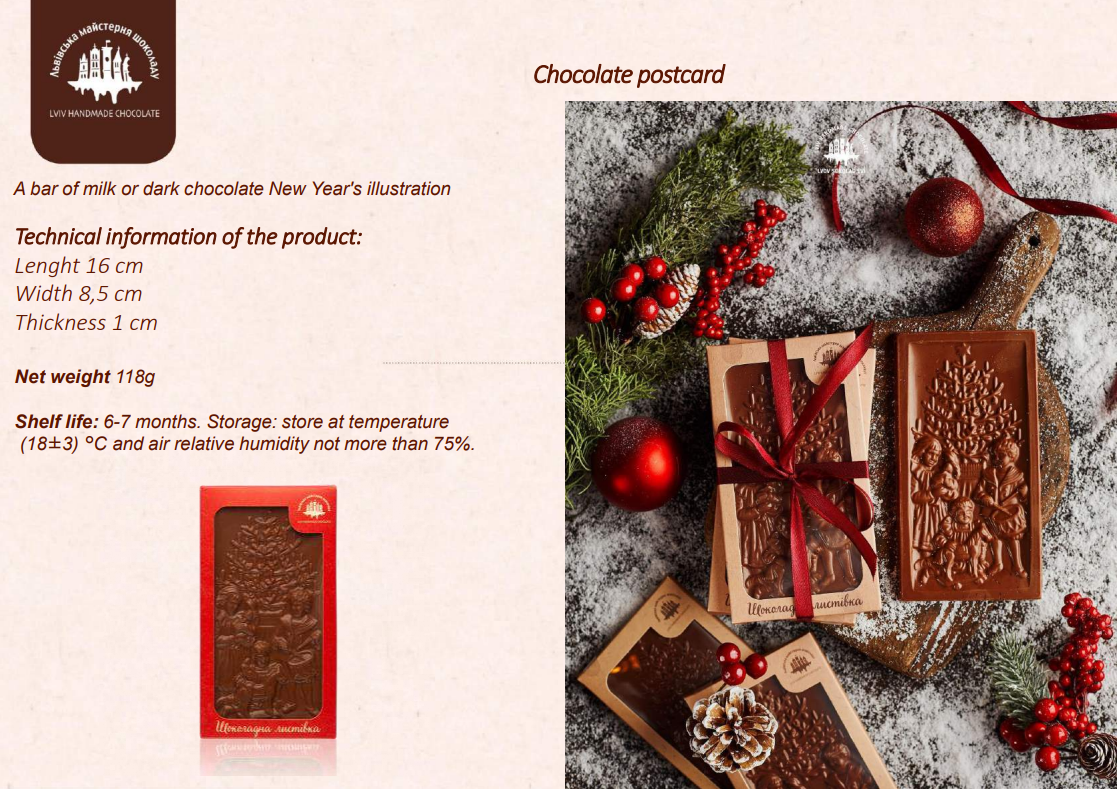 Львівська майстерня шоколаду
LVIV HANDMADE CHOCOLATE
Chocolate postcard
A bar of milk or dark chocolate New Year's illustration
Technical information of the product:
Lenght 16 cm
Width 8,5 cm
Thickness 1 cm
Net weight 118g
Shelf life: 6-7 months. Storage: store at temperature
(18±3) °C and air relative humidity not more than 75%.
Шоколадна листівка
Шоколадна листівка